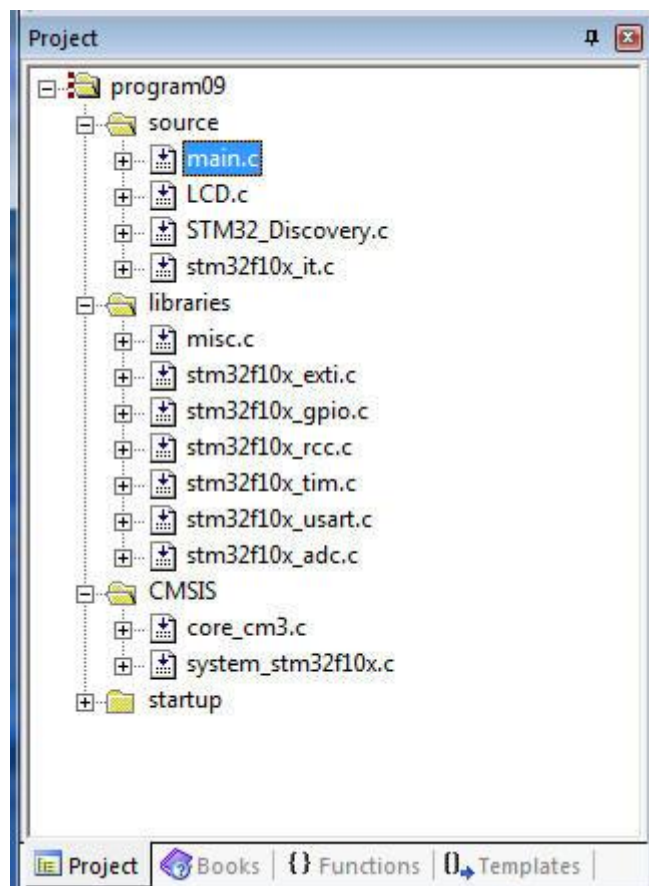 Project
program09
source
main.c
LCD.c
STM32_Discovery.c
stm32f10x_it.c
libraries
misc.c
stm32f10x_exti.c
stm32f10x_gpio.c
stm32f10x_rcc.c
stm32f10x_tim.c
stm32f10x_usart.c
stm32f10x_adc.c
CMSIS
core_cm3.c
system_stm32f10x.c
startup
Project Books {} Functions 0 Templates